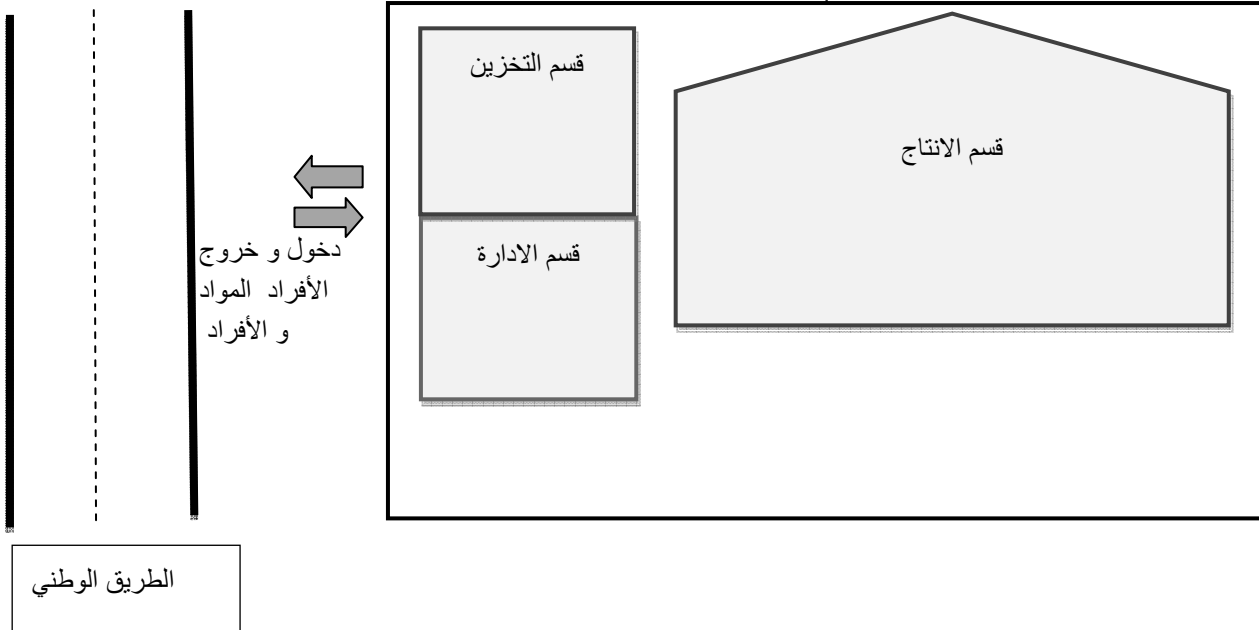 قسم التخزين
قسم الانتاج
قسم الادارة
دخول و خروج
الأفراد المواد
و الأفراد
الطريق الوطني